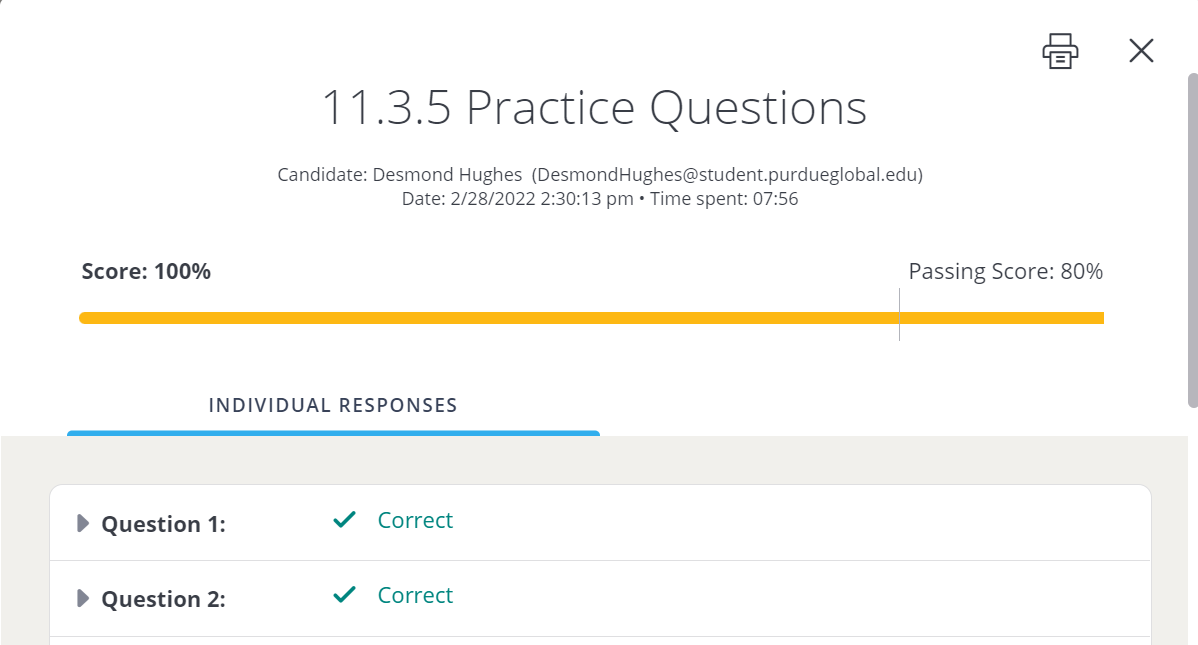 11.3.5 Practice Questions
Candidate: Desmond Hughes (DesmondHughes@student.purdueglobal.edu)
Date: 2/28/2022 2:30:13 pm • Time spent: 07:56
Score: 100%
Passing Score: 80%
INDIVIDUAL RESPONSES
Question 1: Correct
Question 2: Correct